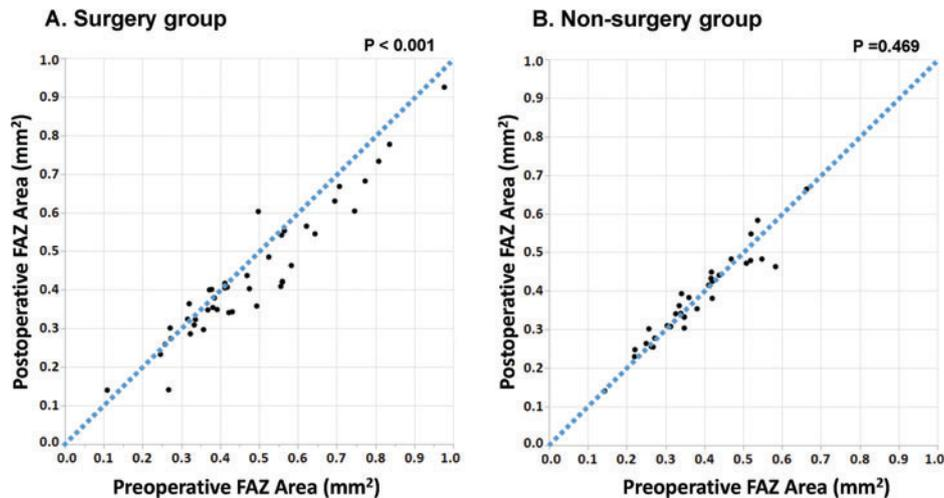 A. Surgery group
P < 0.001
Postoperative FAZ Area (mm²)
1.0
0.9
0.8
0.7
0.6
0.5
0.4
0.3
0.2
0.1
0.0
0.0 0.1 0.2 0.3 0.4 0.5 0.6 0.7 0.8 0.9 1.0
Preoperative FAZ Area (mm²)
B. Non-surgery group
P =0.469
Postoperative FAZ Area (mm²)
1.0
0.9
0.8
0.7
0.6
0.5
0.4
0.3
0.2
0.1
0.0
0.0 0.1 0.2 0.3 0.4 0.5 0.6 0.7 0.8 0.9 1.0
Preoperative FAZ Area (mm²)